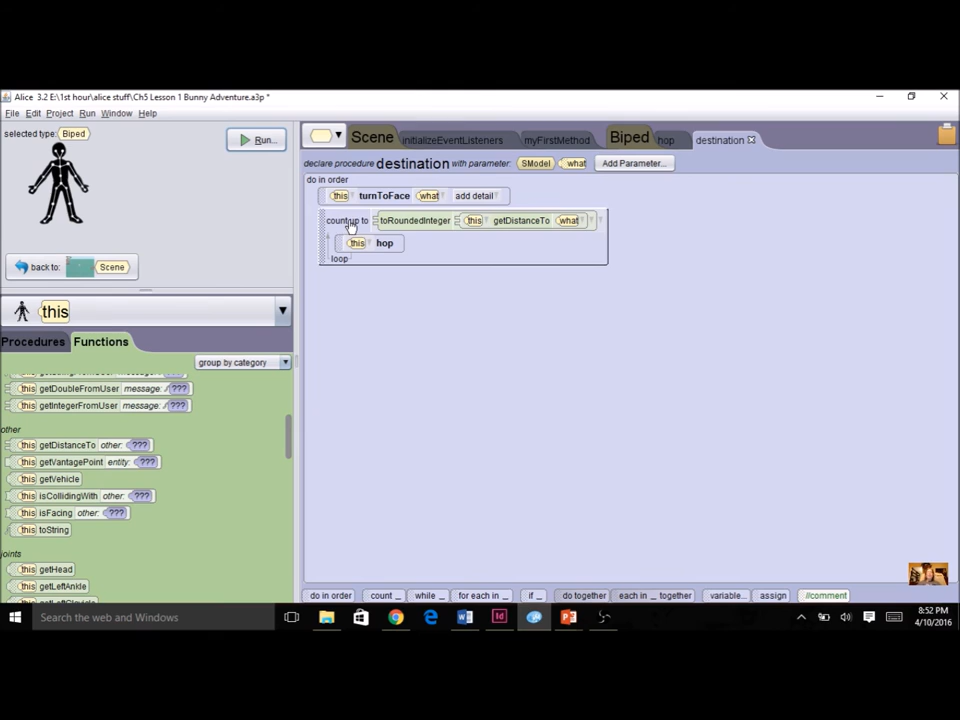 Alice 3.2 E:\1st hour\alice stuff\Ch5 Lesson 1 Bunny Adventure.a3p *
File Edit Project Run Window Help
selected type: Biped
Run...
back to: Scene
this
Procedures Functions
group by category
this getDoubleFromUser message: ???
this getIntegerFromUser message: ???
other
this getDistanceTo other: ???
this getVantagePoint entity: ???
this getVehicle
this isCollidingWith other: ???
this isFacing other: ???
this toString
joints
this getHead
this getLeftAnkle
Scene initializeEventListeners myFirstMethod Biped hop destination
declare procedure destination with parameter: SModel what Add Parameter...
do in order
this turnToFace what add detail
count up to toRoundedInteger this getDistanceTo what
this hop
loop
do in order count _ while _ for each in _ if _ do together each in _ together variable... assign //comment
Search the web and Windows
8:52 PM
4/10/2016